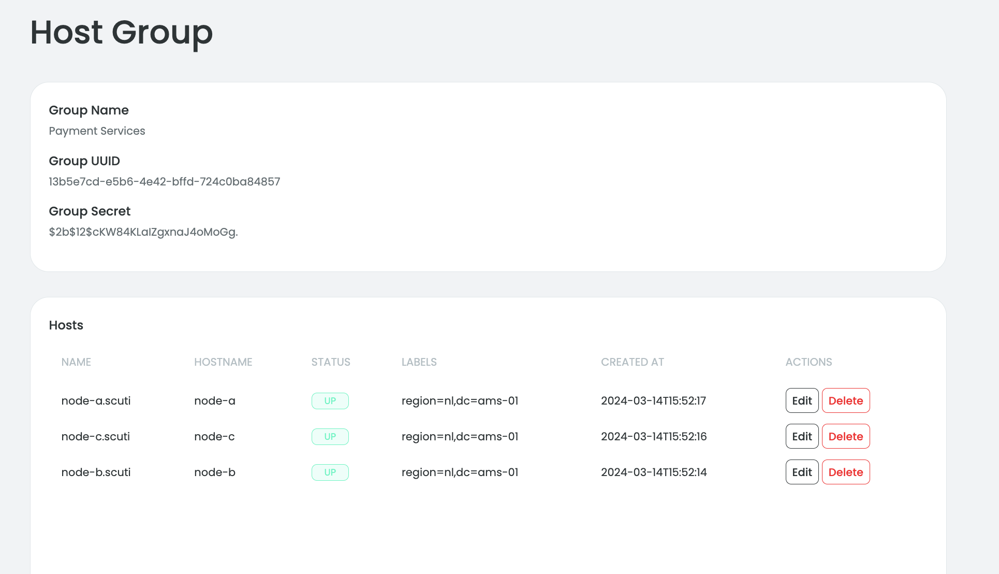 Host Group
Group Name
Payment Services
Group UUID
13b5e7cd-e5b6-4e42-bffd-724c0ba84857
Group Secret
$2b$12$cKW84KLaIZgxnaJ4oMoGg.
Hosts
NAME HOSTNAME STATUS LABELS CREATED AT ACTIONS
node-a.scuti node-a UP region=nl,dc=ams-01 2024-03-14T15:52:17 Edit Delete
node-c.scuti node-c UP region=nl,dc=ams-01 2024-03-14T15:52:16 Edit Delete
node-b.scuti node-b UP region=nl,dc=ams-01 2024-03-14T15:52:14 Edit Delete